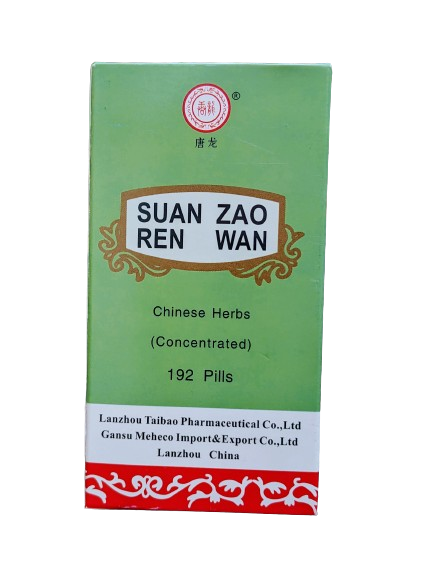 ®
唐龙
SUAN ZAO
REN WAN
Chinese Herbs
(Concentrated)
192 Pills
Lanzhou Taibao Pharmaceutical Co.,Ltd
Gansu Meheco Import&Export Co.,Ltd
Lanzhou China